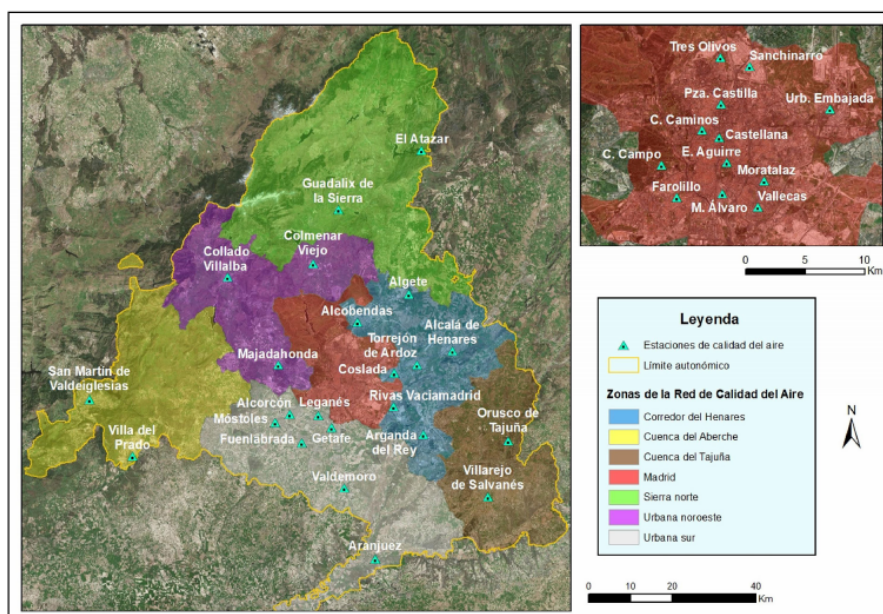 El Atazar
Guadalix de
la Sierra
Collado
Villalba
Colmenar
Viejo
Algete
Alcobendas
Torrejón
de Ardoz
Alcalá de
Henares
Majadahonda
Coslada
San Martín de
Valdeiglesias
Alcorcón
Leganés
Rivas Vaciamadrid
Móstoles
Orusco de
Tajuña
Villa del
Prado
Fuenlabrada
Getafe
Arganda
del Rey
Valdemoro
Villarejo
de Salvanés
Aranjuez
Tres Olivos
Sanchinarro
Pza. Castilla
Urb. Embajada
C. Caminos
Castellana
C. Campo
E. Aguirre
Moratalaz
Farolillo
M. Álvaro
Vallecas
0 5 10
Km
Leyenda
Estaciones de calidad del aire
Límite autonómico
Zonas de la Red de Calidad del Aire
Corredor del Henares
Cuenca del Aberche
Cuenca del Tajuña
Madrid
Sierra norte
Urbana noroeste
Urbana sur
N
0 20 40
Km